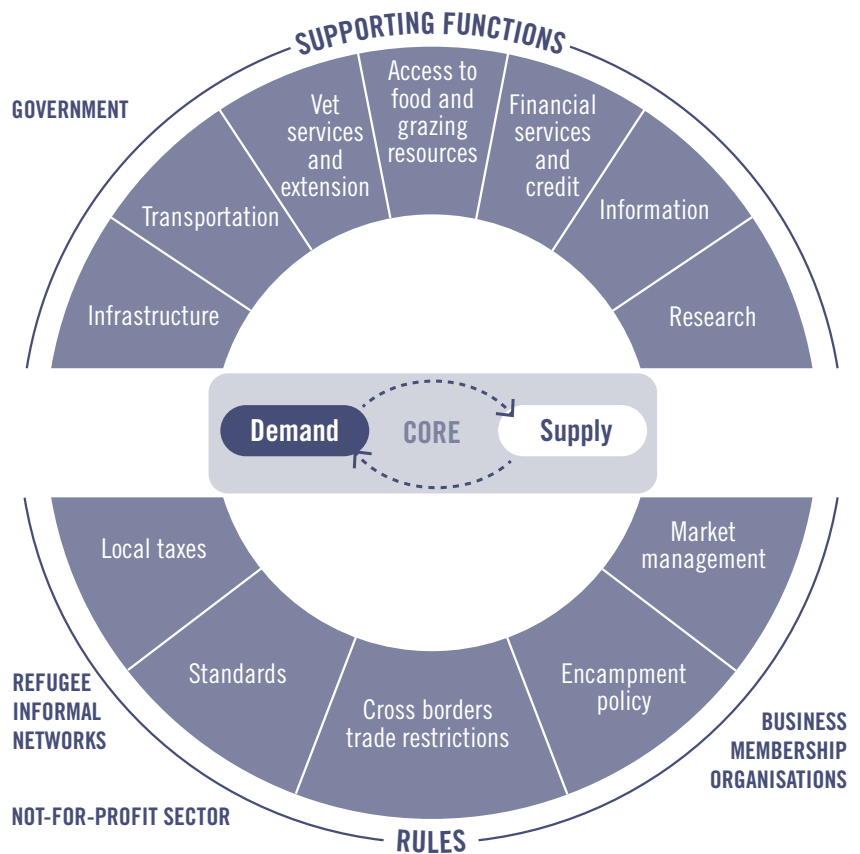 SUPPORTING FUNCTIONS
GOVERNMENT
Infrastructure
Transportation
Vet
services
and
extension
Access to
food and
grazing
resources
Financial
services
and
credit
Information
Research
Demand
CORE
Supply
Local taxes
Standards
Cross borders
trade restrictions
Encampment
policy
Market
management
REFUGEE
INFORMAL
NETWORKS
NOT-FOR-PROFIT SECTOR
BUSINESS
MEMBERSHIP
ORGANISATIONS
RULES